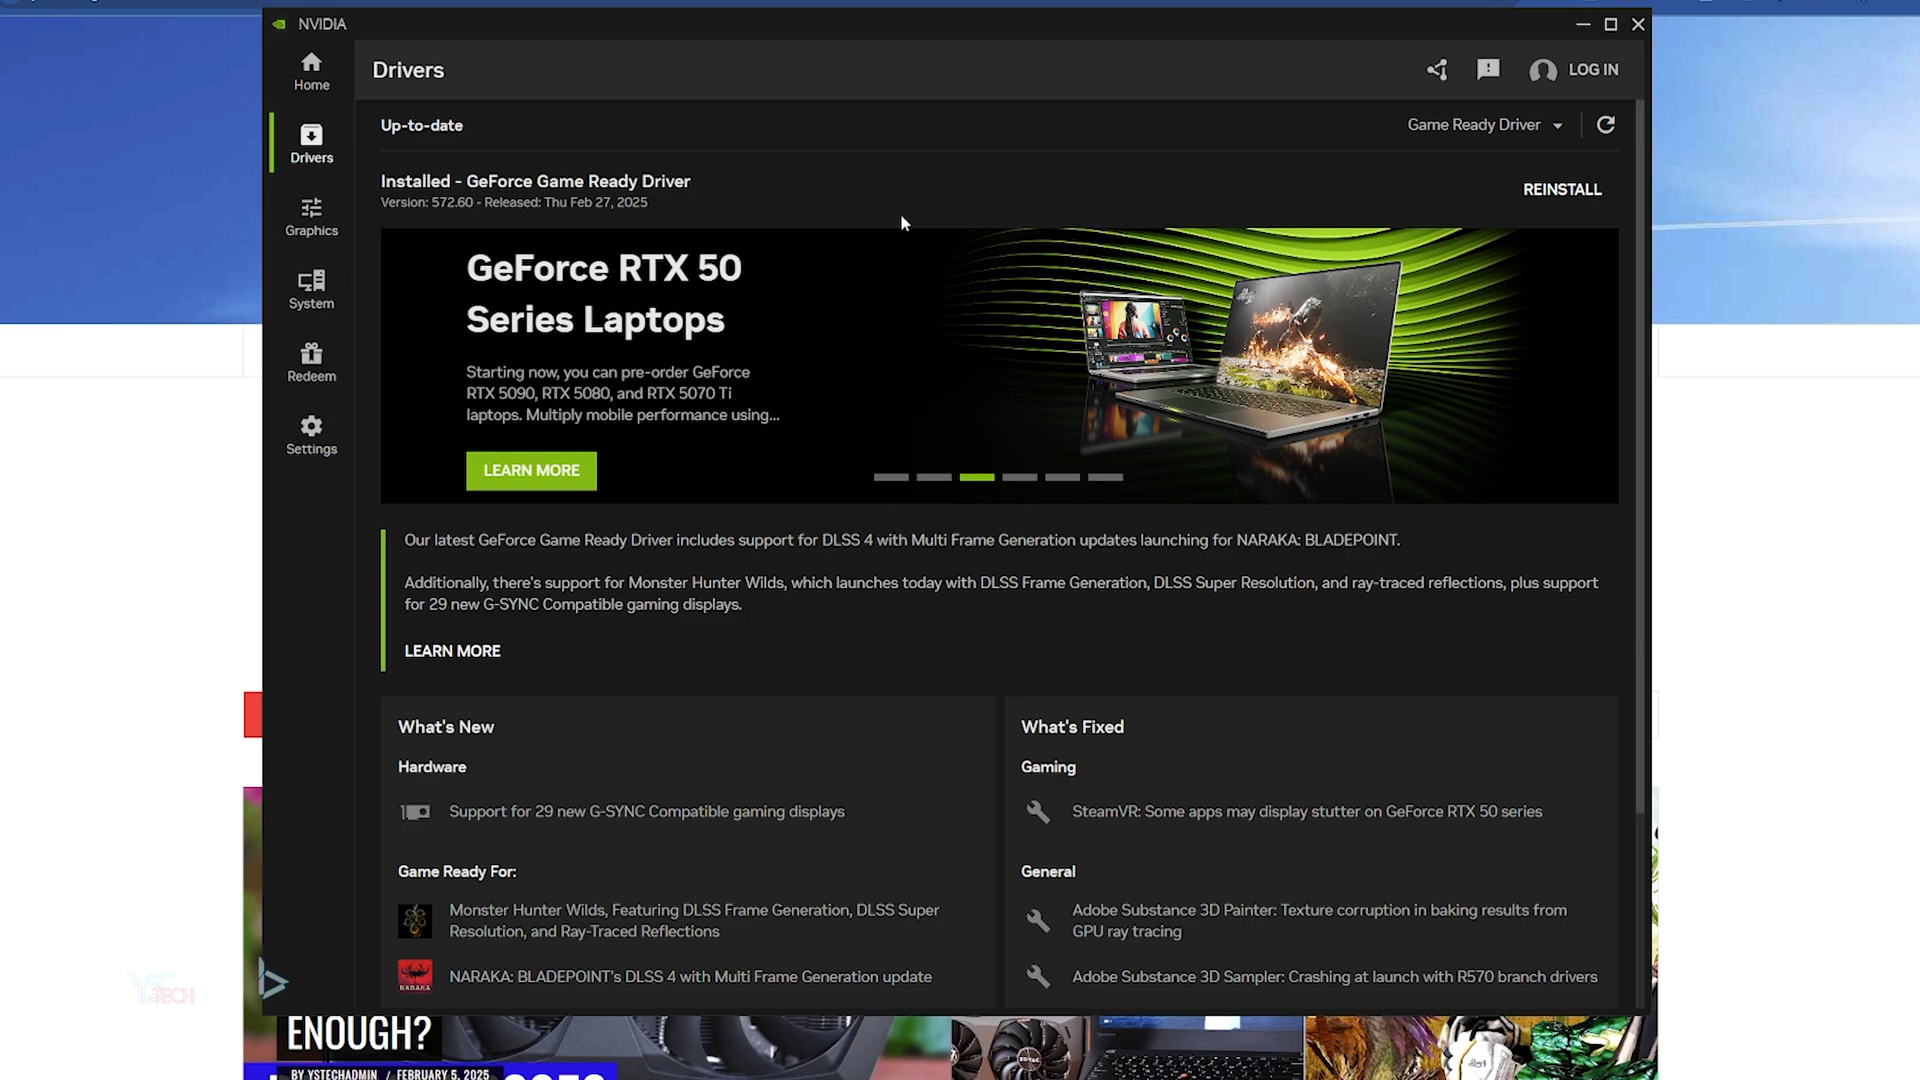 NVIDIA
Home
Drivers
Graphics
System
Redeem
Settings
Drivers
LOG IN
Up-to-date
Game Ready Driver
Installed - GeForce Game Ready Driver
Version: 572.60 - Released: Thu Feb 27, 2025
REINSTALL
GeForce RTX 50
Series Laptops
Starting now, you can pre-order GeForce
RTX 5090, RTX 5080, and RTX 5070 Ti
laptops. Multiply mobile performance using...
LEARN MORE
Our latest GeForce Game Ready Driver includes support for DLSS 4 with Multi Frame Generation updates launching for NARAKA: BLADEPOINT.
Additionally, there's support for Monster Hunter Wilds, which launches today with DLSS Frame Generation, DLSS Super Resolution, and ray-traced reflections, plus support
for 29 new G-SYNC Compatible gaming displays.
LEARN MORE
What's New
Hardware
Support for 29 new G-SYNC Compatible gaming displays
Game Ready For:
Monster Hunter Wilds, Featuring DLSS Frame Generation, DLSS Super
Resolution, and Ray-Traced Reflections
NARAKA
NARAKA: BLADEPOINT's DLSS 4 with Multi Frame Generation update
What's Fixed
Gaming
SteamVR: Some apps may display stutter on GeForce RTX 50 series
General
Adobe Substance 3D Painter: Texture corruption in baking results from
GPU ray tracing
Adobe Substance 3D Sampler: Crashing at launch with R570 branch drivers
YS TECH
ENOUGH?
ZOTAC
BY YSTECHADMIN / FEBRUARY 5, 2025